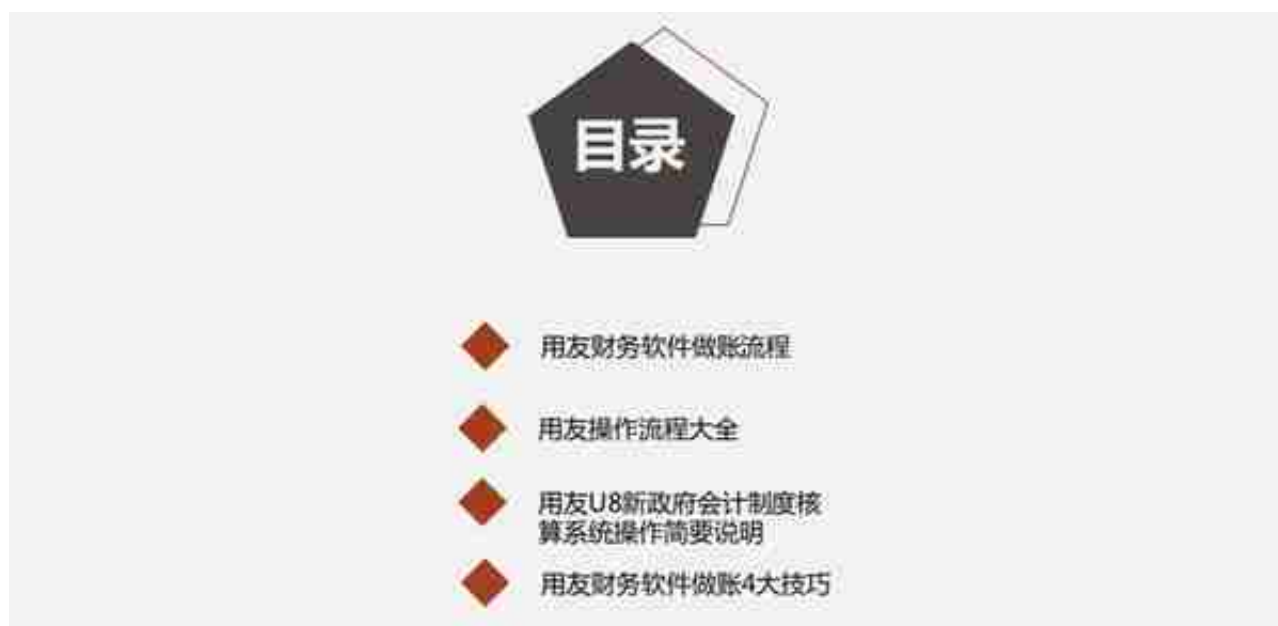 目录
用友财务软件做账流程
用友操作流程大全
用友U8新政府会计制度核
算系统操作简要说明
用友财务软件做账4大技巧